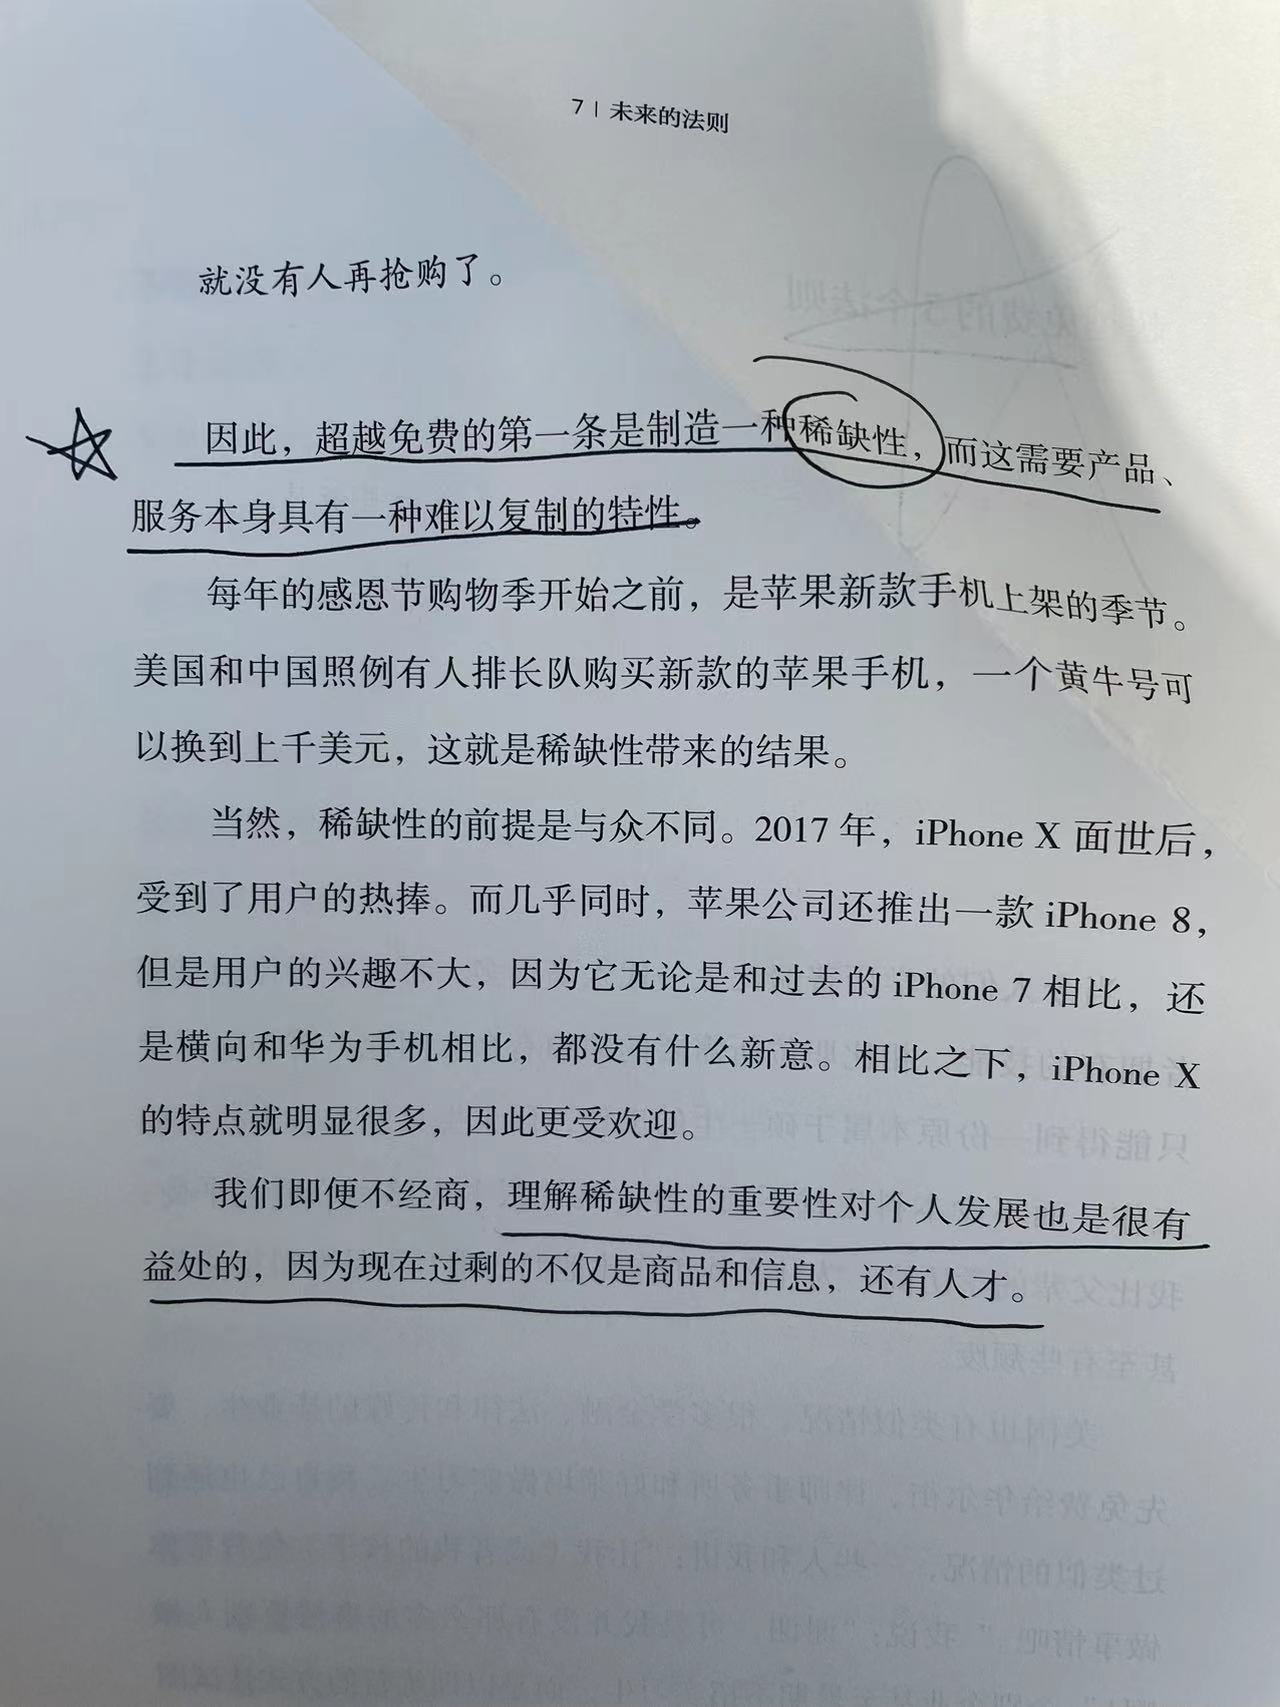 7 | 未来的法则
就没有人再抢购了。
因此，超越免费的第一条是制造一种稀缺性，而这需要产品、
服务本身具有一种难以复制的特性。
每年的感恩节购物季开始之前，是苹果新款手机上架的季节。
美国和中国照例有人排长队购买新款的苹果手机，一个黄牛号可
以换到上千美元，这就是稀缺性带来的结果。
当然，稀缺性的前提是与众不同。2017 年，iPhone X 面世后，
受到了用户的热捧。而几乎同时，苹果公司还推出一款 iPhone 8，
但是用户的兴趣不大，因为它无论是和过去的 iPhone 7 相比，还
是横向和华为手机相比，都没有什么新意。相比之下，iPhone X
的特点就明显很多，因此更受欢迎。
我们即便不经商，理解稀缺性的重要性对个人发展也是很有
益处的，因为现在过剩的不仅是商品和信息，还有人才。